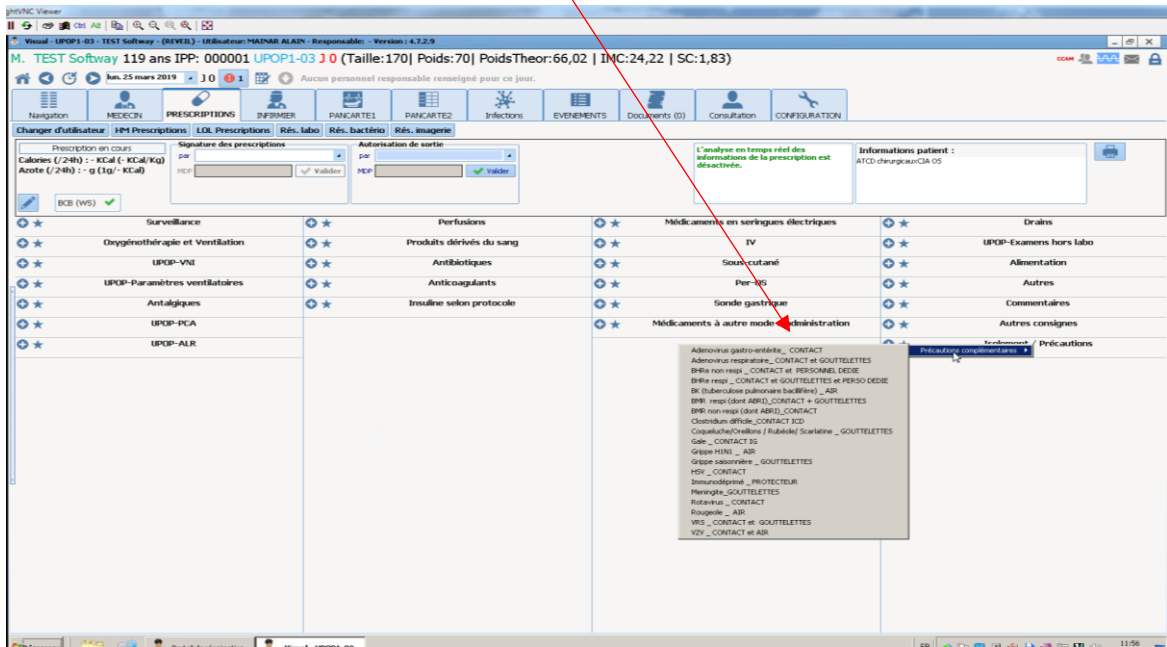 ghtVNC Viewer
Ctrl Alt
Visual - UPOP1-03 - TEST Softway - (REVEIL) - Utilisateur: MAINAR ALAIN - Responsable: - Version : 4.7.2.9
M. TEST Softway 119 ans IPP: 000001 UPOP1-03 J 0 (Taille:170| Poids:70| PoidsTheor:66,02 | IMC:24,22 | SC:1,83)
CCAM
lun. 25 mars 2019 J 0 1 Aucun personnel responsable renseigné pour ce jour.
Navigation MEDECIN PRESCRIPTIONS INFIRMIER PANCARTE1 PANCARTE2 Infections EVENEMENTS Documents (0) Consultation CONFIGURATION
Changer d'utilisateur HM Prescriptions LOL Prescriptions Rés. labo Rés. bactério Rés. imagerie
Prescription en cours
Calories (/24h) : - KCal (- KCal/Kg)
Azote (/24h) : - g (1g/- KCal)
BCB (WS)
Signature des prescriptions
par
MDP Valider
Autorisation de sortie
par
MDP Valider
L'analyse en temps réel des
informations de la prescription est
désactivée.
Informations patient :
ATCD chirurgicauxCIA OS
Surveillance Perfusions Médicaments en seringues électriques Drains
Oxygénothérapie et Ventilation Produits dérivés du sang IV UPOP-Examens hors labo
UPOP-VNI Antibiotiques Sous-cutané Alimentation
UPOP-Paramètres ventilatoires Anticoagulants Per-OS Autres
Antalgiques Insuline selon protocole Sonde gastrique Commentaires
UPOP-PCA Médicaments à autre mode d'administration Autres consignes
UPOP-ALR Isolement / Précautions
Précautions complémentaires
Adenovirus gastro-entérite_ CONTACT
Adenovirus respiratoire_ CONTACT et GOUTTELETTES
BHRe non respi _CONTACT et PERSONNEL DEDIE
BHRe respi _ CONTACT et GOUTTELETTES et PERSO DEDIE
BK (tuberculose pulmonaire bacillifère) _ AIR
BMR respi (dont ABRI)_CONTACT + GOUTTELETTES
BMR non respi (dont ABRI)_CONTACT
Clostridium difficile_CONTACT ICD
Coqueluche/Oreillons / Rubéole/ Scarlatine _ GOUTTELETTES
Gale _ CONTACT IG
Grippe H1N1 _ AIR
Grippe saisonnière _ GOUTTELETTES
HSV _ CONTACT
Immunodéprimé _ PROTECTEUR
Meningite_GOUTTELETTES
Rotavirus _ CONTACT
Rougeole _ AIR
VRS _ CONTACT et GOUTTELETTES
VZV _ CONTACT et AIR
FR 11:56